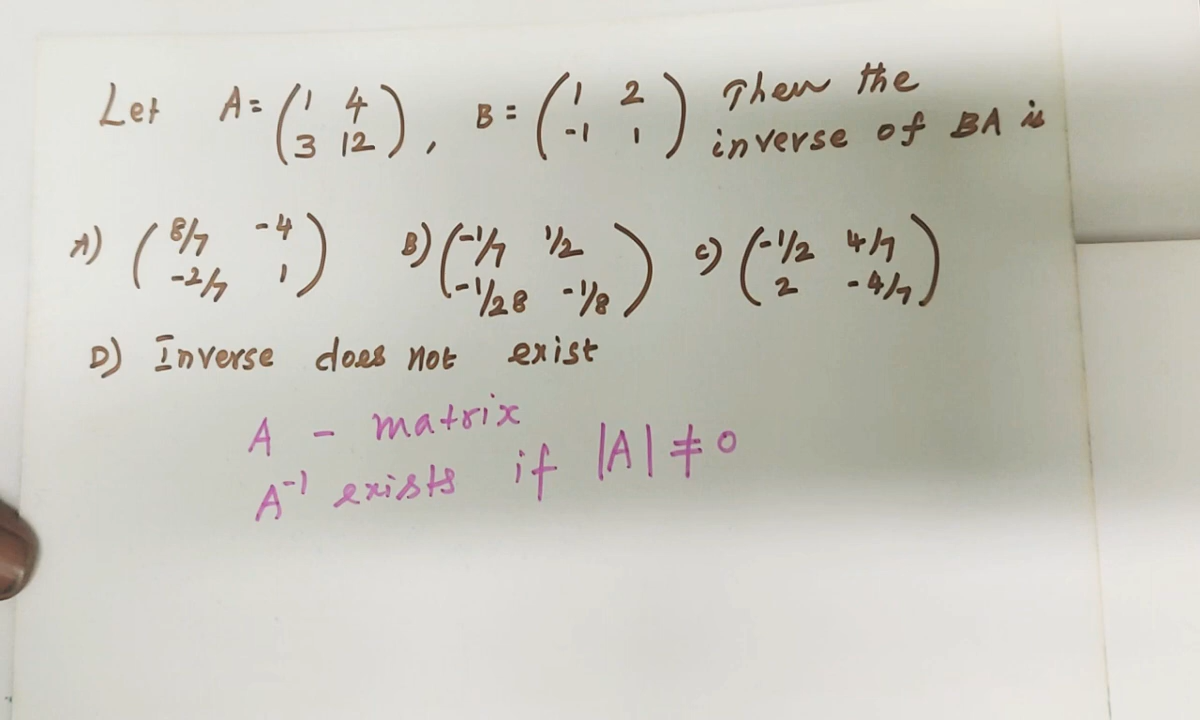 Let A = ( 1 4 ) , B = ( 1 2 ) Then the
( 3 12 ) ( -1 1 ) inverse of BA is
A) ( 8/7 -4 ) B) ( -1/7 1/2 ) C) ( -1/2 4/7 )
( -2/7 1 ) ( -1/28 -1/8 ) ( 2 -4/7 )
D) Inverse does not exist
A - matrix
A⁻¹ exists if |A| ≠ 0